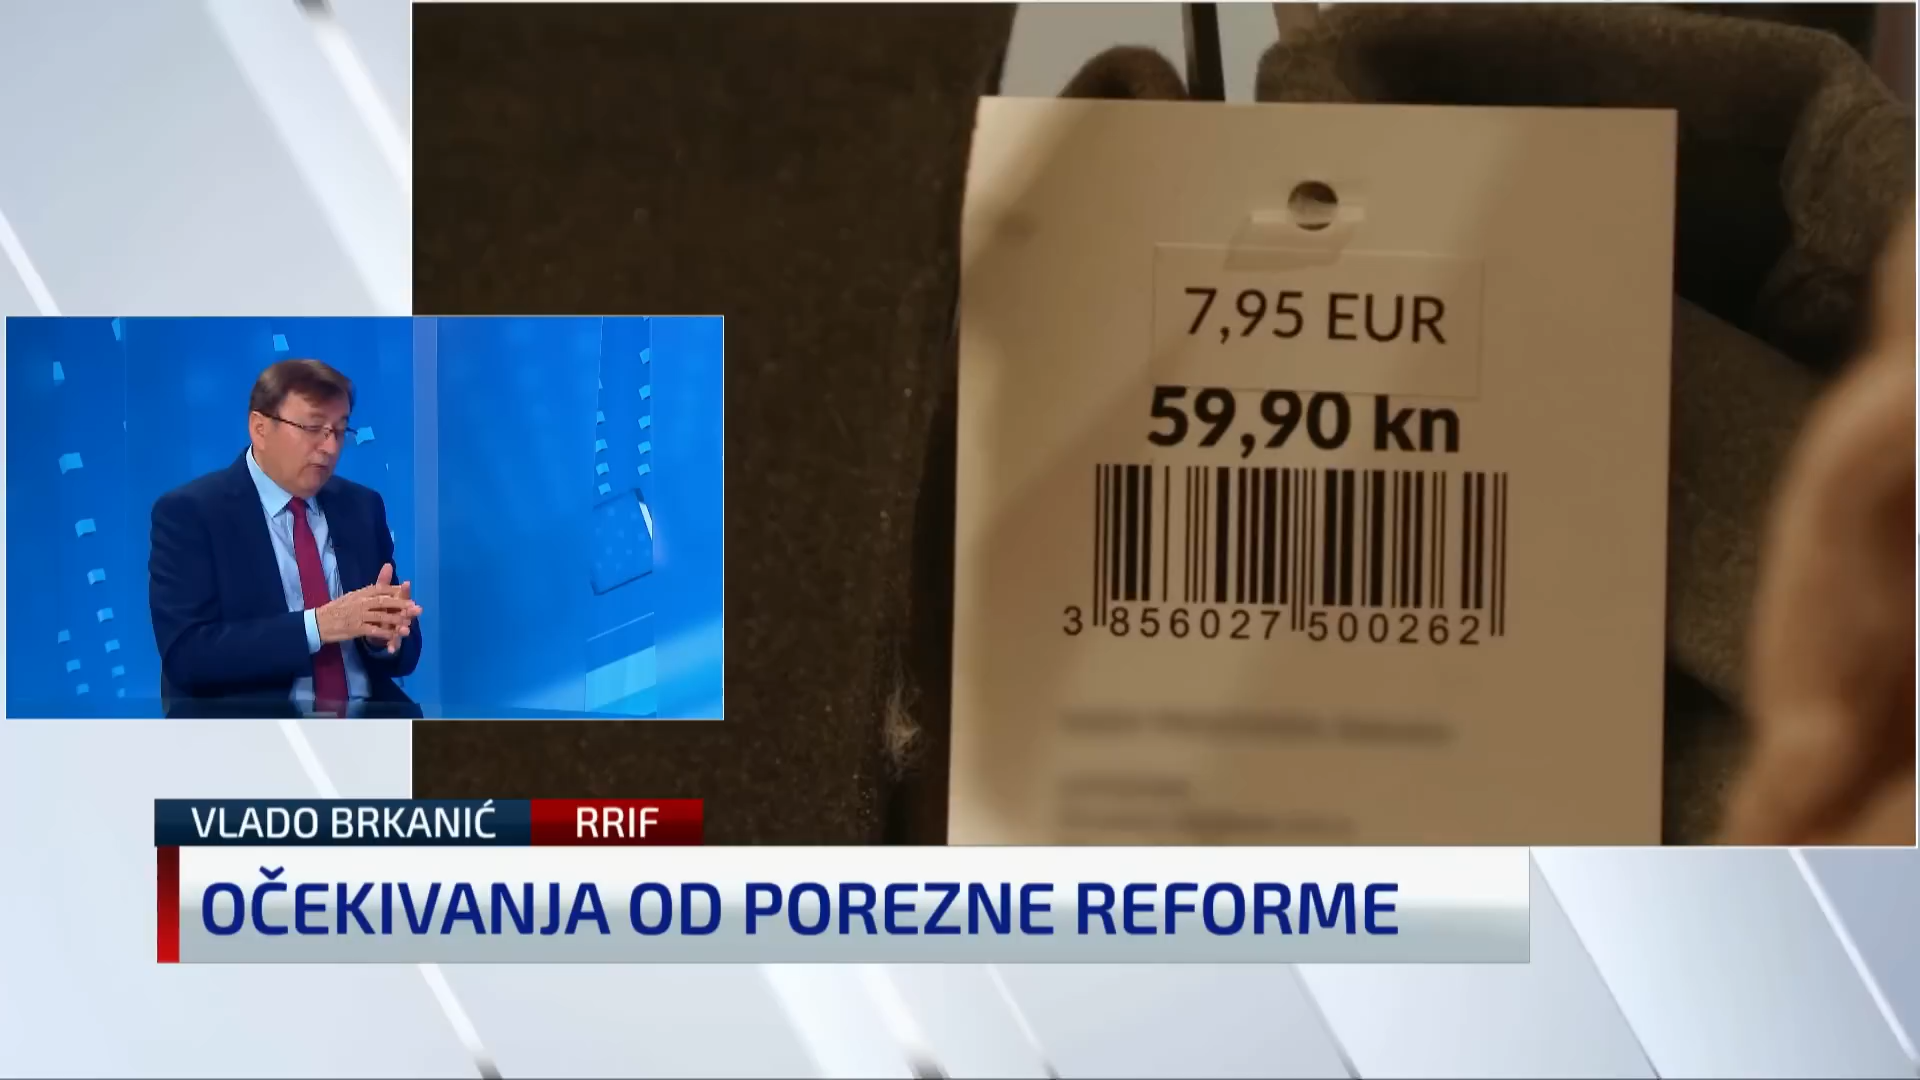 7,95 EUR
59,90 kn
3 856027 500262
VLADO BRKANIĆ RRIF
OČEKIVANJA OD POREZNE REFORME